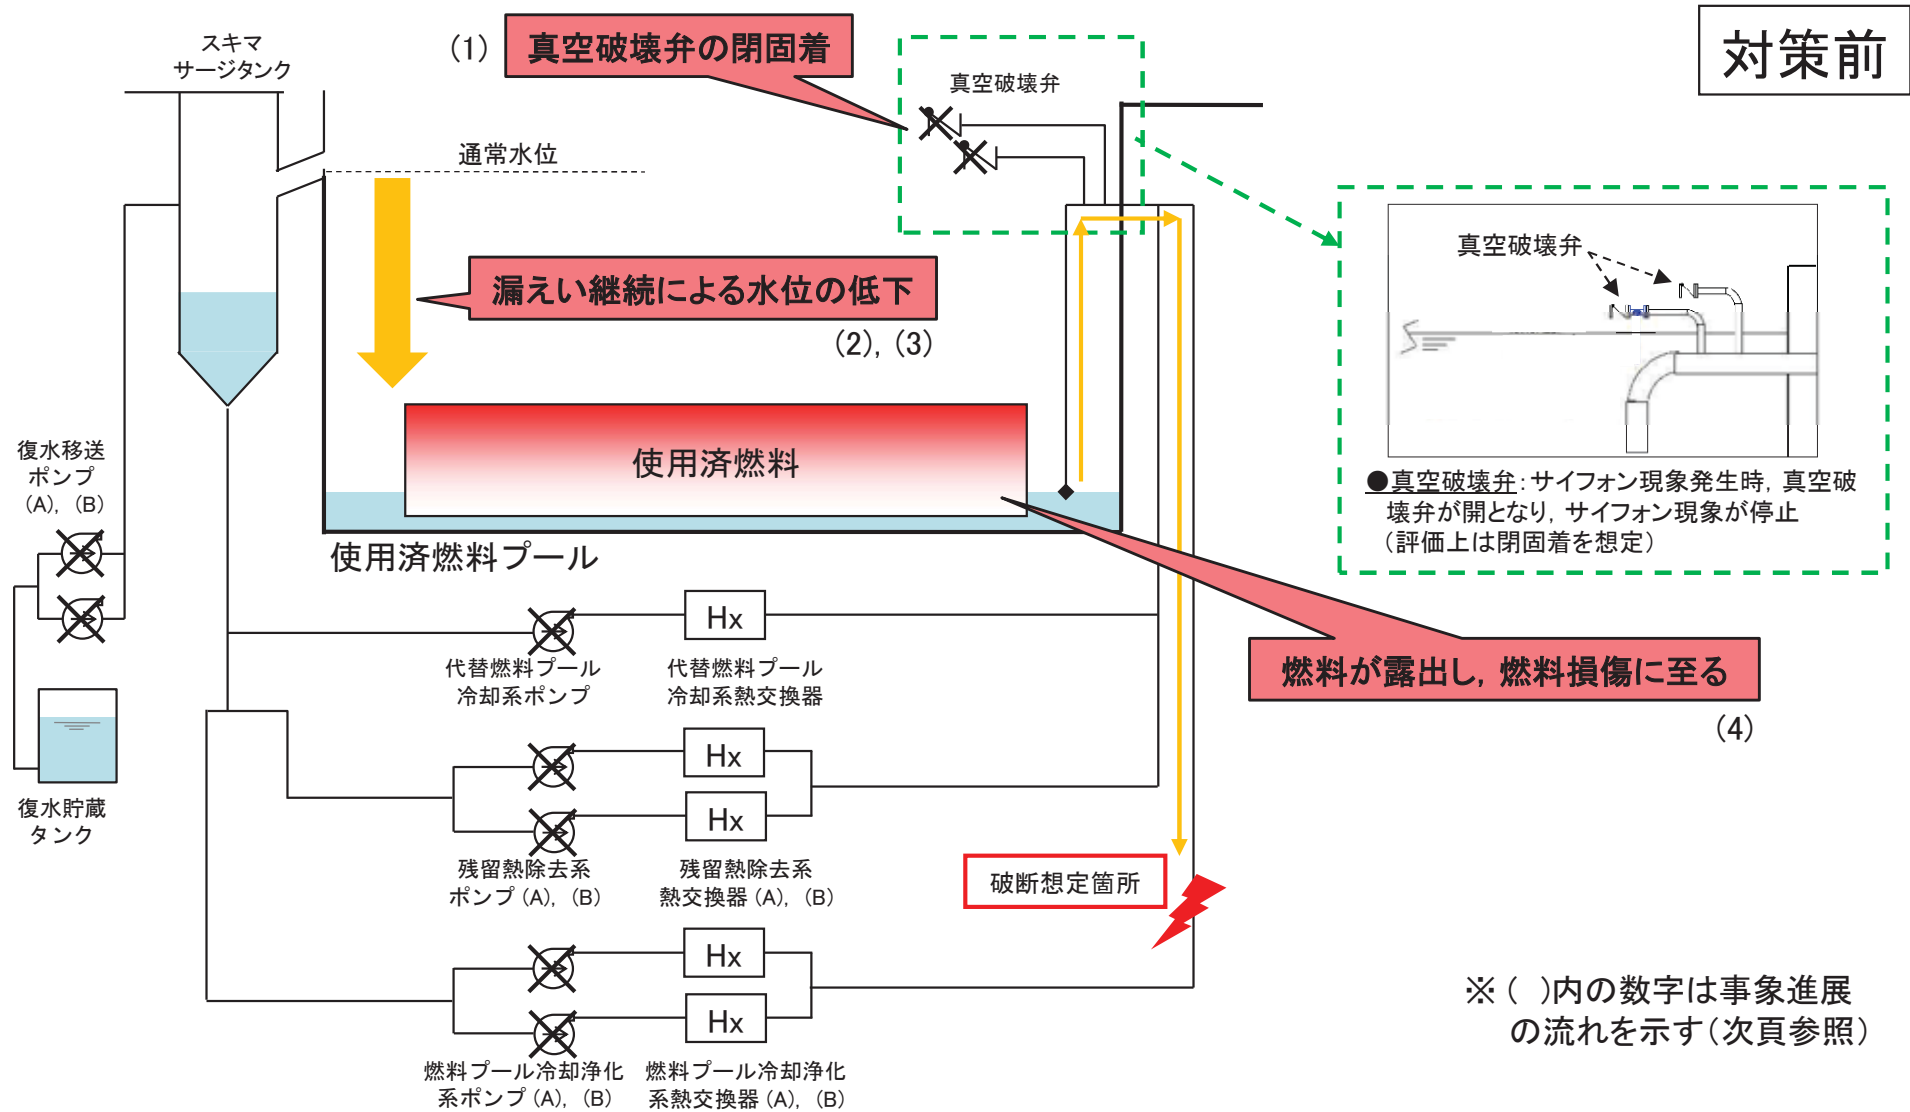 対策前
スキマ
サージタンク
(1)
真空破壊弁の閉固着
真空破壊弁
通常水位
漏えい継続による水位の低下
(2), (3)
真空破壊弁
●真空破壊弁:サイフォン現象発生時, 真空破
壊弁が開となり, サイフォン現象が停止
(評価上は閉固着を想定)
使用済燃料
使用済燃料プール
復水移送
ポンプ
(A), (B)
復水貯蔵
タンク
燃料が露出し, 燃料損傷に至る
(4)
Hx
代替燃料プール
冷却系ポンプ
代替燃料プール
冷却系熱交換器
Hx
Hx
残留熱除去系
ポンプ(A), (B)
残留熱除去系
熱交換器(A), (B)
破断想定箇所
Hx
Hx
燃料プール冷却浄化
系ポンプ(A), (B)
燃料プール冷却浄化
系熱交換器(A), (B)
※( )内の数字は事象進展
の流れを示す(次頁参照)